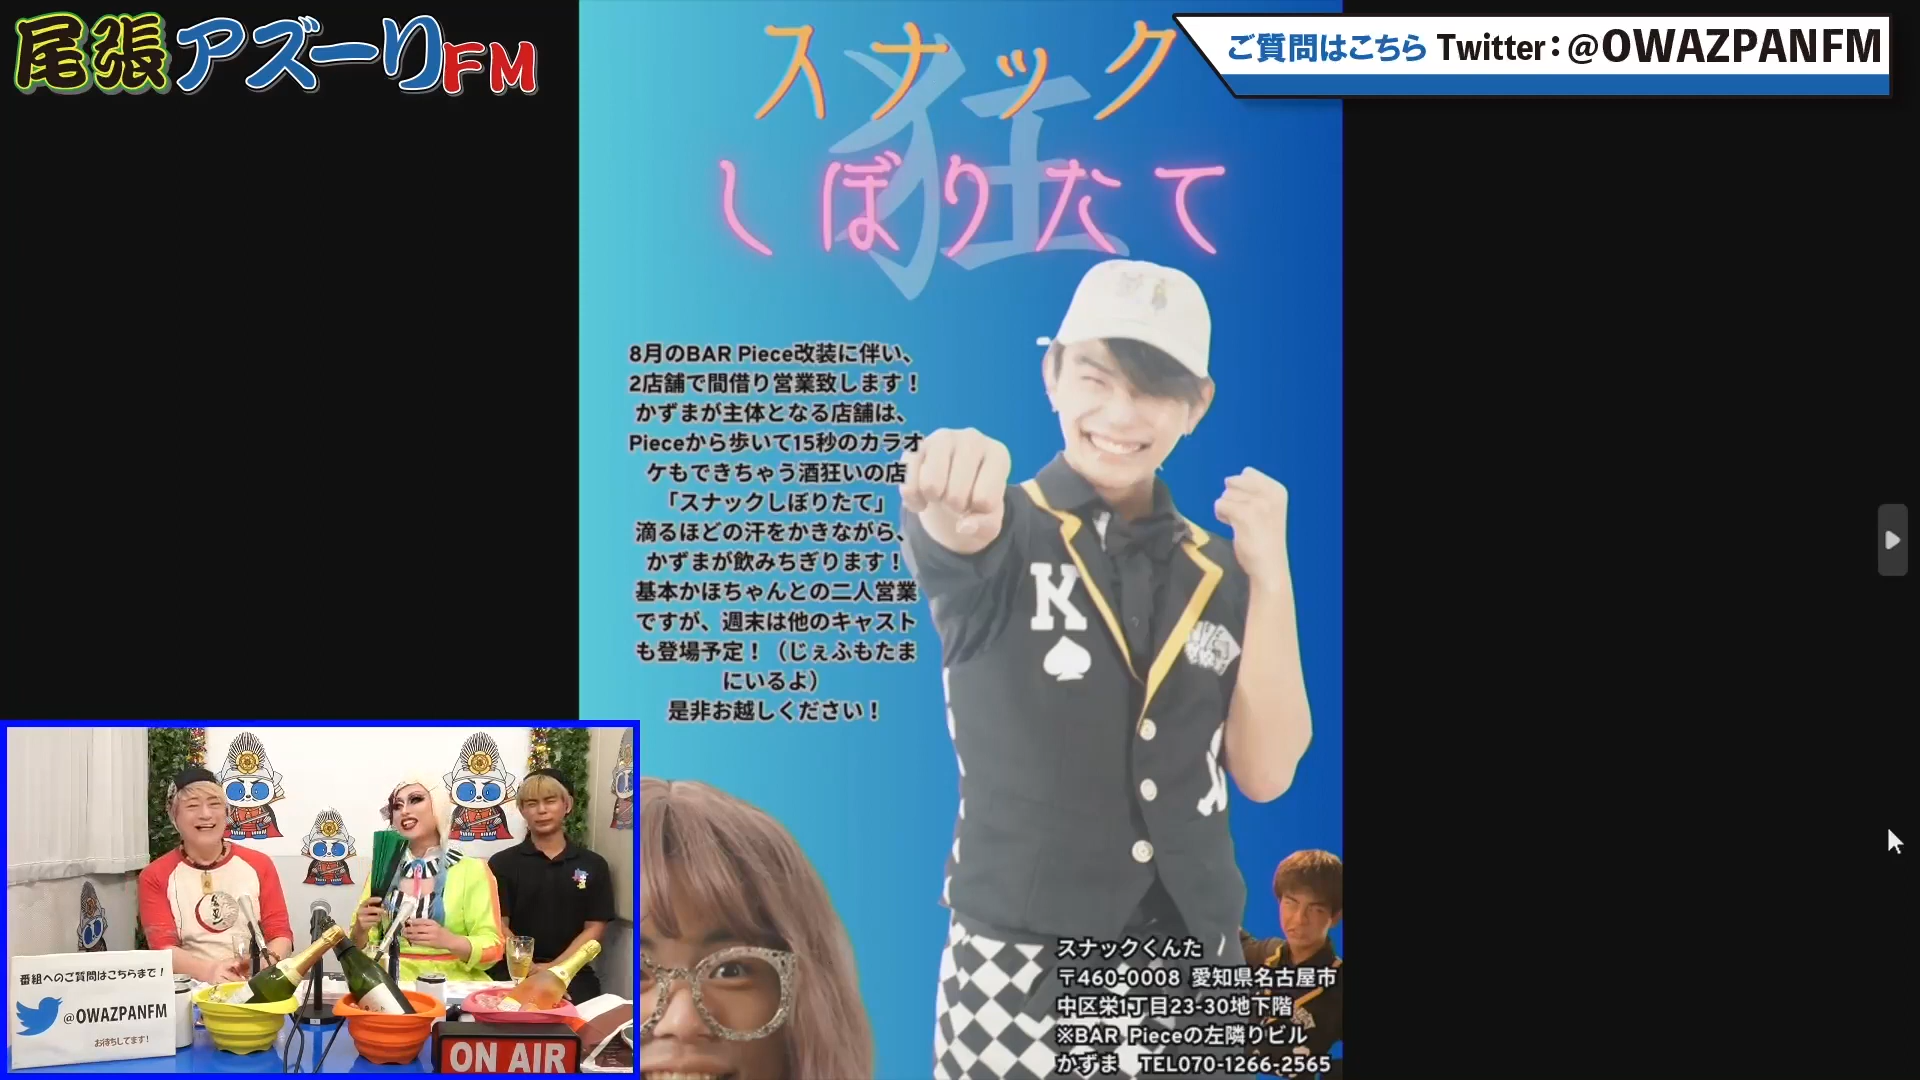 尾張アズーリFM
ご質問はこちら Twitter：@OWAZPANFM
狂
スナック
しぼりたて
8月のBAR Piece改装に伴い、
2店舗で間借り営業致します！
かずまが主体となる店舗は、
Pieceから歩いて15秒のカラオ
ケもできちゃう酒狂いの店
「スナックしぼりたて」
滴るほどの汗をかきながら、
かずまが飲みちぎります！
基本かほちゃんとの二人営業
ですが、週末は他のキャスト
も登場予定！（じぇふもたま
にいるよ）
是非お越しください！
K
スナックくんた
〒460-0008 愛知県名古屋市
中区栄1丁目23-30地下階
※BAR Pieceの左隣りビル
かずま TEL070-1266-2565
番組へのご質問はこちらまで！
@OWAZPANFM
お待ちしてます！
ON AIR